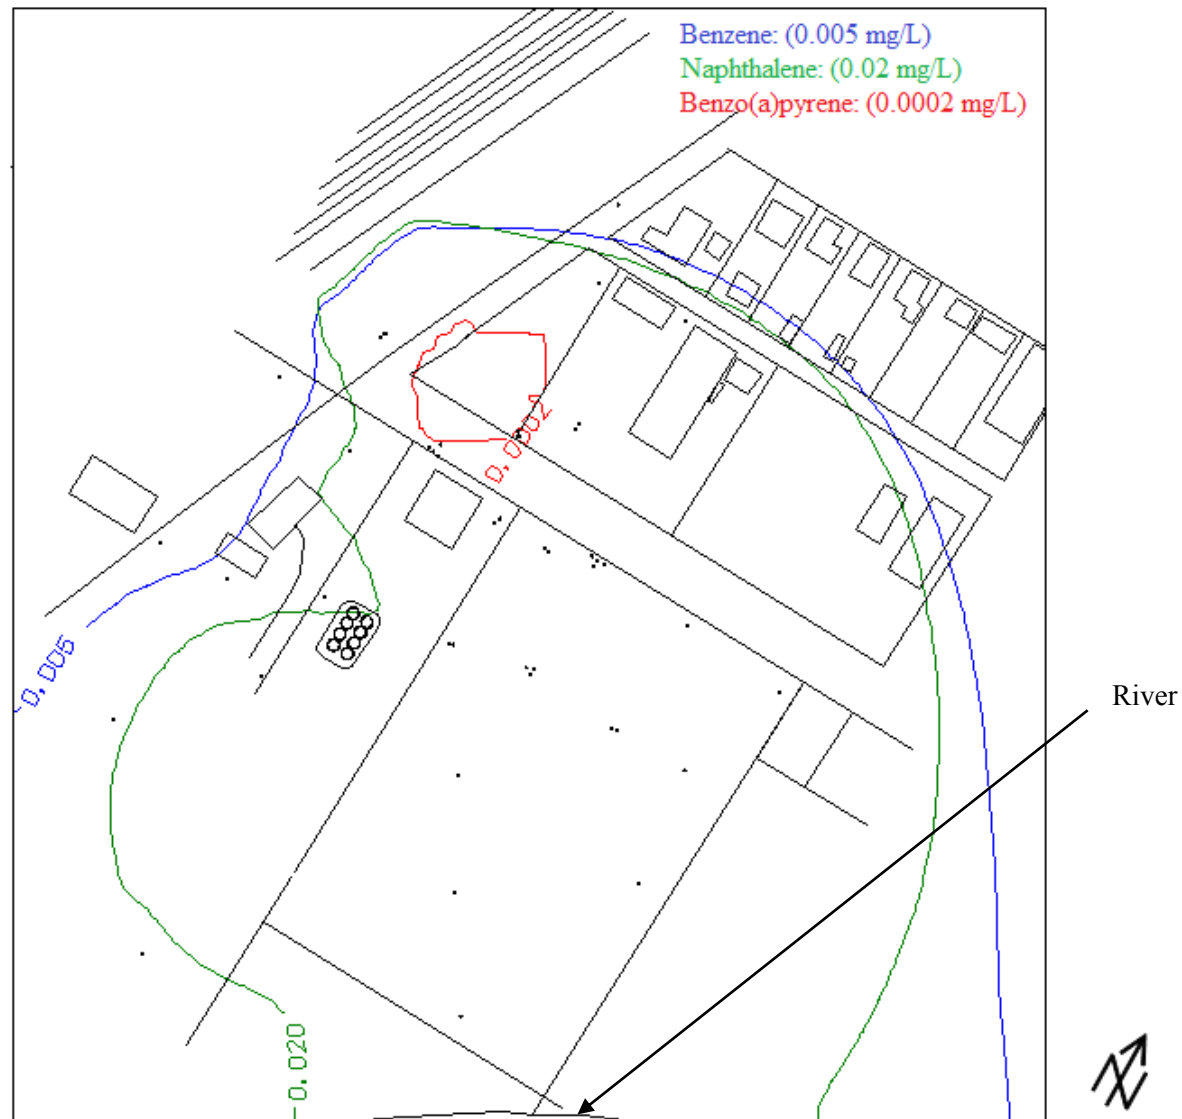 Benzene: (0.005 mg/L)
Naphthalene: (0.02 mg/L)
Benzo(a)pyrene: (0.0002 mg/L)
0.0002
0.005
River
0.020
N